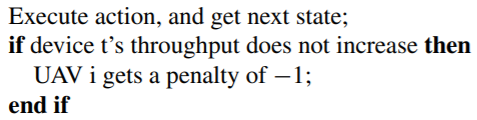 Execute action, and get next state;
if device t’s throughput does not increase then
UAV i gets a penalty of −1;
end if